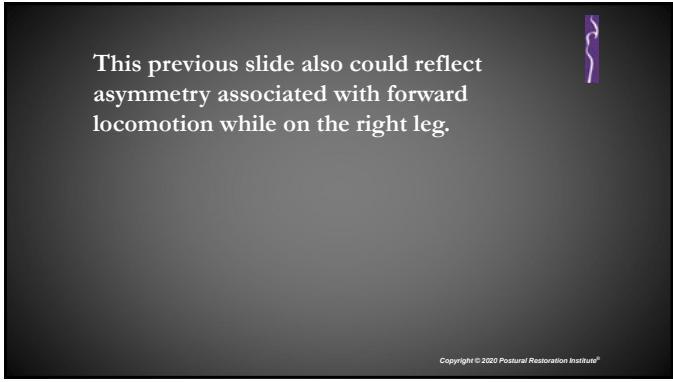 This previous slide also could reflect
asymmetry associated with forward
locomotion while on the right leg.
Copyright © 2020 Postural Restoration Institute®